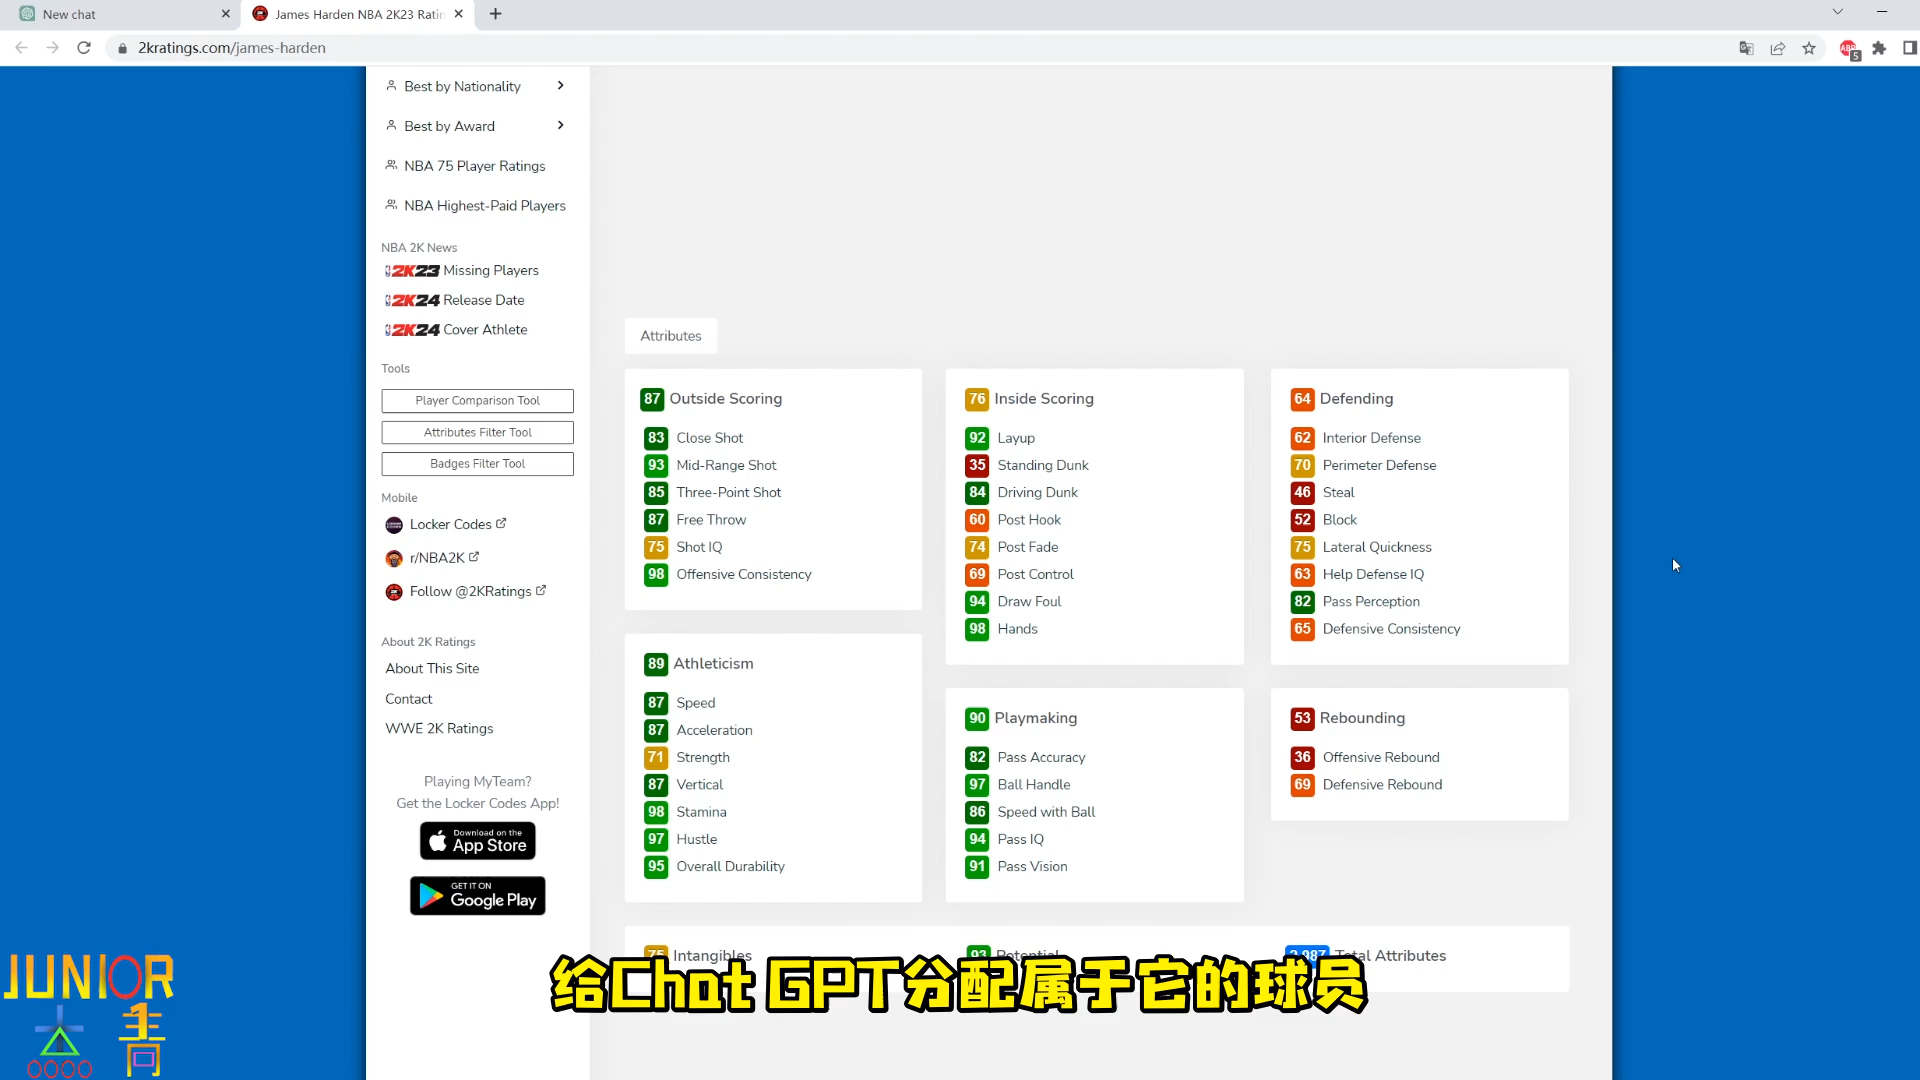 New chat
James Harden NBA 2K23 Ratin
2kratings.com/james-harden
ABP
5
Best by Nationality
Best by Award
NBA 75 Player Ratings
NBA Highest-Paid Players
NBA 2K News
2K23 Missing Players
2K24 Release Date
2K24 Cover Athlete
Tools
Player Comparison Tool
Attributes Filter Tool
Badges Filter Tool
Mobile
Locker Codes
r/NBA2K
Follow @2KRatings
About 2K Ratings
About This Site
Contact
WWE 2K Ratings
Playing MyTeam?
Get the Locker Codes App!
Download on the
App Store
GET IT ON
Google Play
Attributes
87 Outside Scoring
83 Close Shot
93 Mid-Range Shot
85 Three-Point Shot
87 Free Throw
75 Shot IQ
98 Offensive Consistency
89 Athleticism
87 Speed
87 Acceleration
71 Strength
87 Vertical
98 Stamina
97 Hustle
95 Overall Durability
76 Inside Scoring
92 Layup
35 Standing Dunk
84 Driving Dunk
60 Post Hook
74 Post Fade
69 Post Control
94 Draw Foul
98 Hands
90 Playmaking
82 Pass Accuracy
97 Ball Handle
86 Speed with Ball
94 Pass IQ
91 Pass Vision
64 Defending
62 Interior Defense
70 Perimeter Defense
46 Steal
52 Block
75 Lateral Quickness
63 Help Defense IQ
82 Pass Perception
65 Defensive Consistency
53 Rebounding
36 Offensive Rebound
69 Defensive Rebound
75 Intangibles
93 Potential
Total Attributes
给Chat GPT分配属于它的球员
JUNIOR